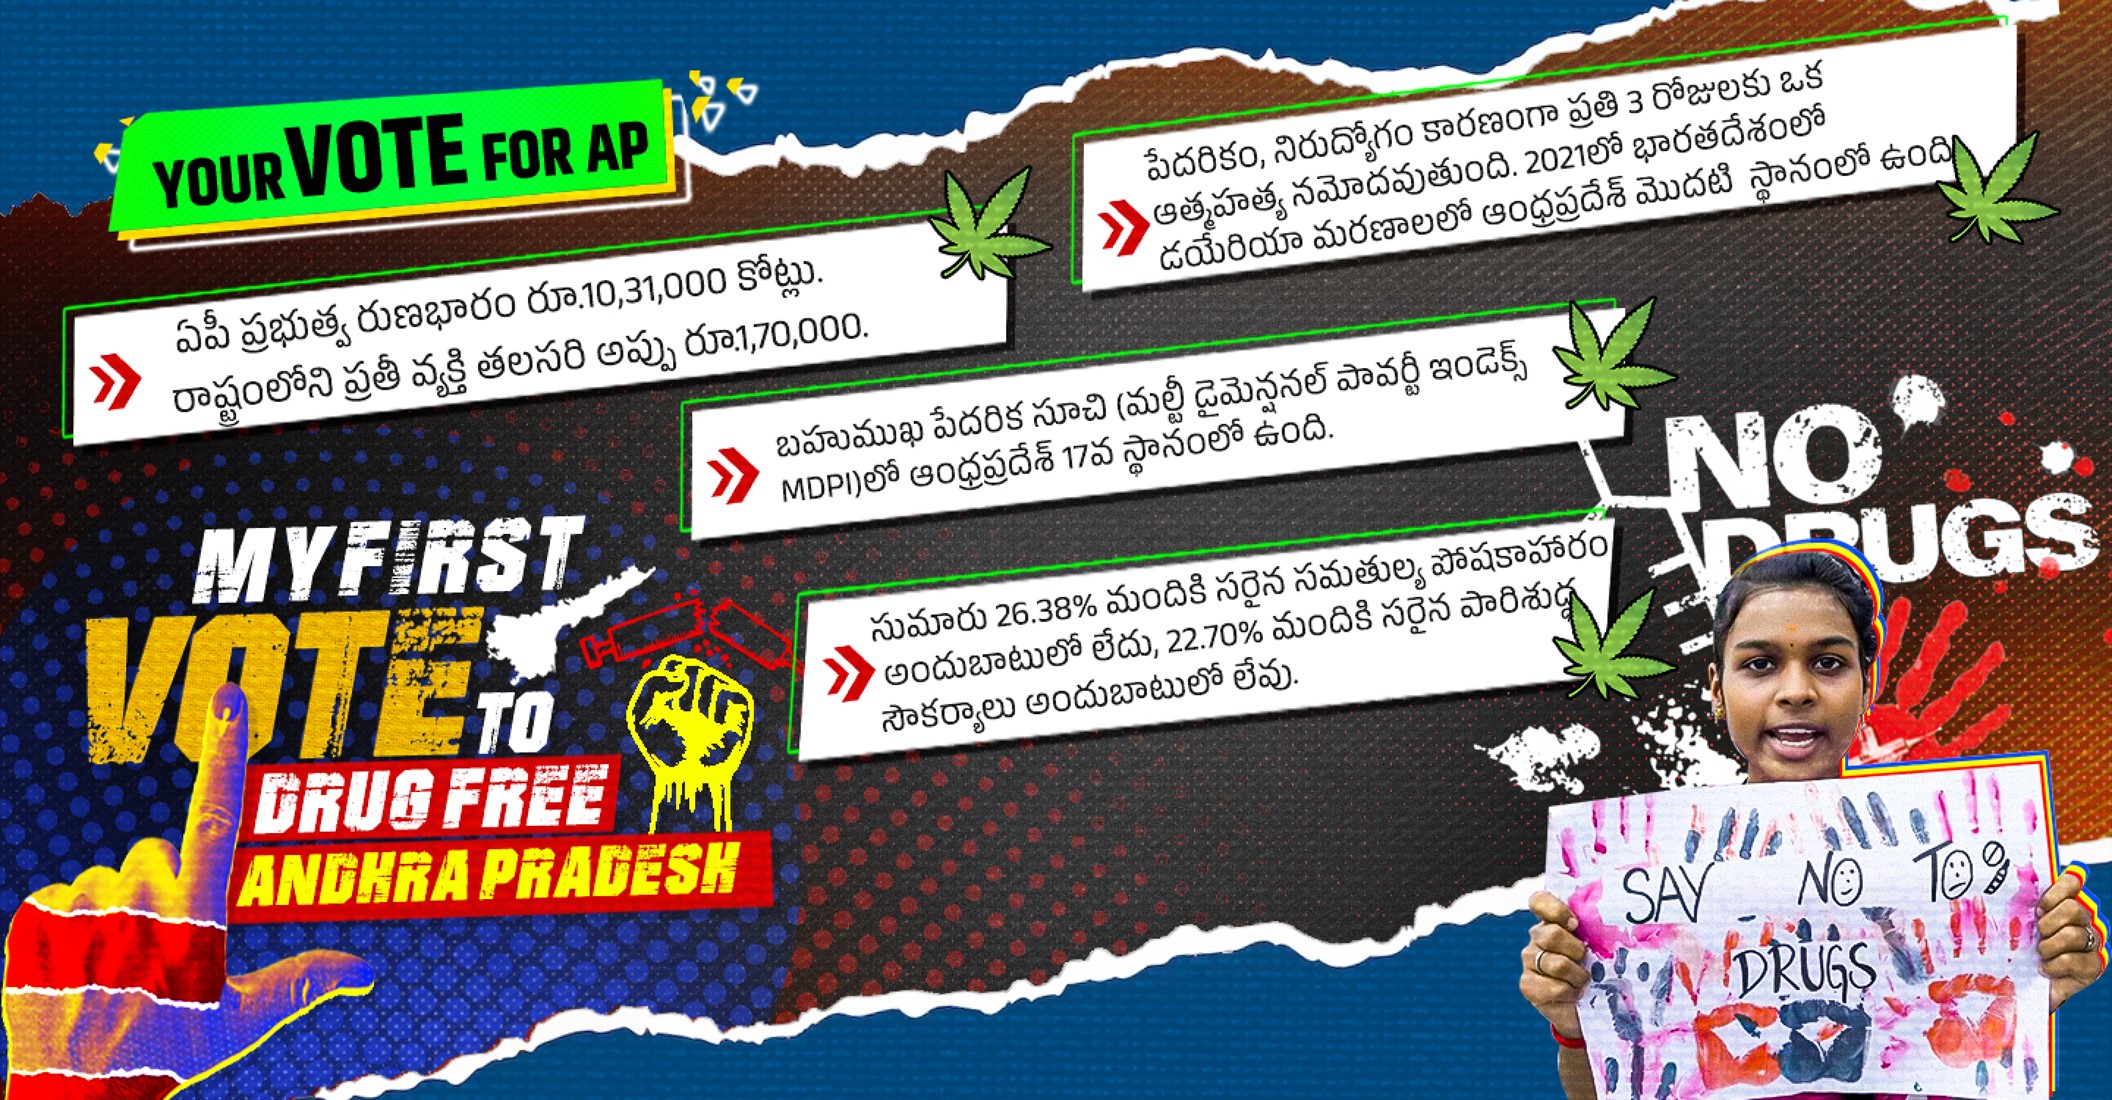 YOUR VOTE FOR AP
ఏపీ ప్రభుత్వ రుణభారం రూ.10,31,000 కోట్లు.
రాష్ట్రంలోని ప్రతీ వ్యక్తి తలసరి అప్పు రూ.1,70,000.
పేదరికం, నిరుద్యోగం కారణంగా ప్రతి 3 రోజులకు ఒక
ఆత్మహత్య నమోదవుతుంది. 2021లో భారతదేశంలో
డయేరియా మరణాలలో ఆంధ్రప్రదేశ్ మొదటి స్థానంలో ఉంది
బహుముఖ పేదరిక సూచి (మల్టీ డైమెన్షనల్ పావర్టీ ఇండెక్స్
MDPI)లో ఆంధ్రప్రదేశ్ 17వ స్థానంలో ఉంది.
సుమారు 26.38% మందికి సరైన సమతుల్య పోషకాహారం
అందుబాటులో లేదు, 22.70% మందికి సరైన పారిశుధ్య
సౌకర్యాలు అందుబాటులో లేవు.
MY FIRST
VOTE
TO
DRUG FREE
ANDHRA PRADESH
NO
DRUGS
SAY NO TO
DRUGS